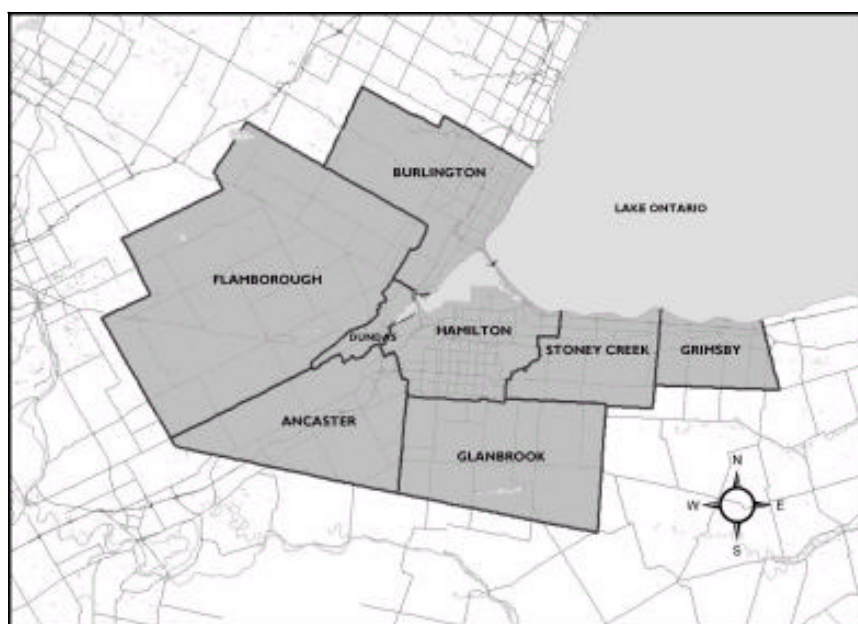 BURLINGTON
LAKE ONTARIO
FLAMBOROUGH
DUNDAS
HAMILTON
STONEY CREEK
GRIMSBY
ANCASTER
GLANBROOK
N
W
E
S